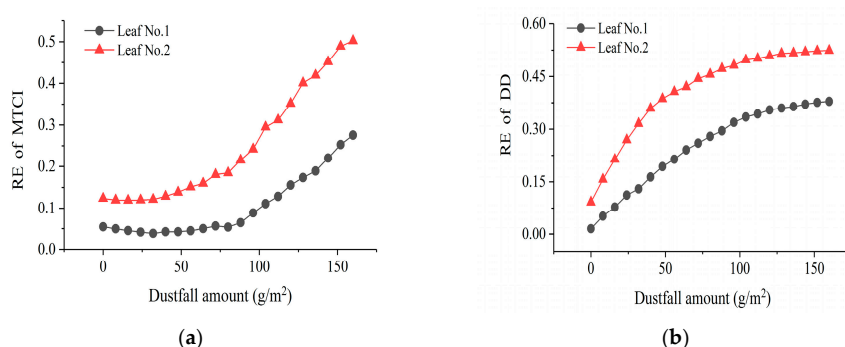 Leaf No.1
Leaf No.2
RE of MTCI
0.5
0.4
0.3
0.2
0.1
0.0
0
50
100
150
Dustfall amount (g/m²)
(a)
Leaf No.1
Leaf No.2
RE of DD
0.60
0.45
0.30
0.15
0.00
0
50
100
150
Dustfall amount (g/m²)
(b)